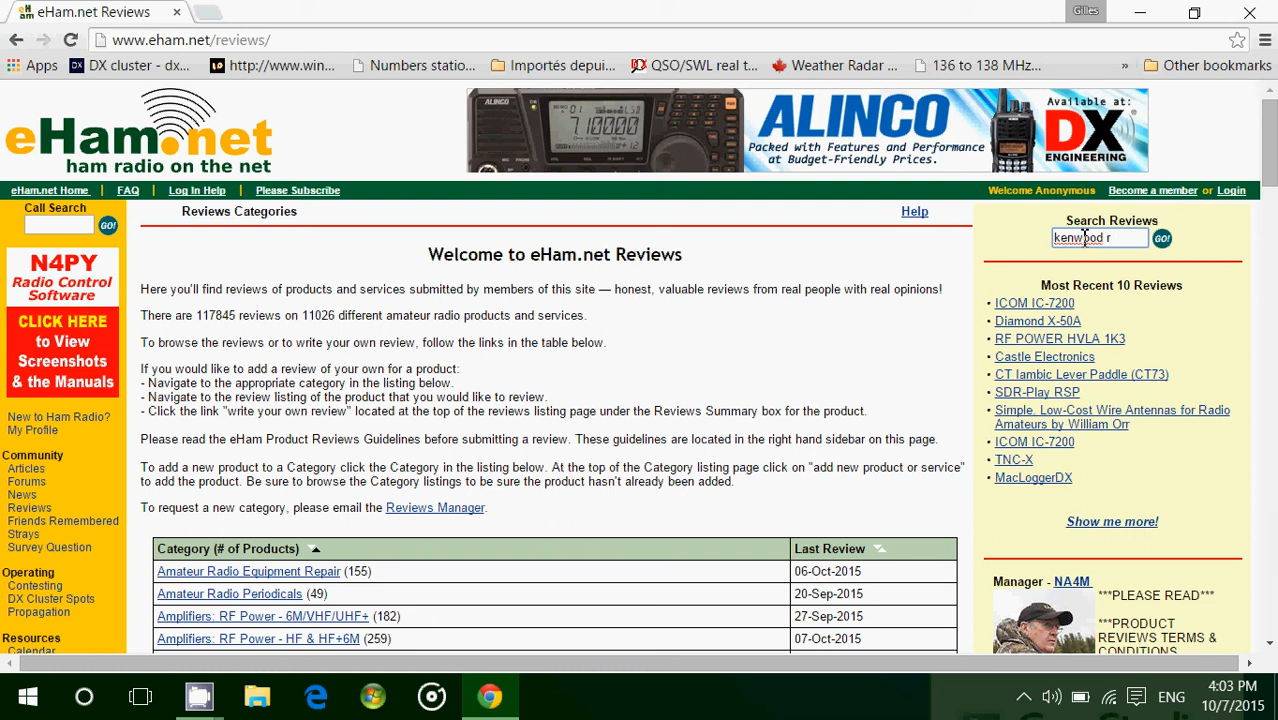 eHam.net Reviews
Gilles
www.eham.net/reviews/
Apps DX cluster - dx... http://www.win... Numbers statio... Importés depui... QSO/SWL real t... Weather Radar ... 136 to 138 MHz... » Other bookmarks
eHam.net
ham radio on the net
ALINCO
710000
ALINCO
Packed with Features and Performance
at Budget-Friendly Prices.
Available at:
DX
ENGINEERING
eHam.net Home | FAQ | Log In Help | Please Subscribe
Welcome Anonymous Become a member or Login
Call Search
GO!
N4PY
Radio Control
Software
CLICK HERE
to View
Screenshots
& the Manuals
New to Ham Radio?
My Profile
Community
Articles
Forums
News
Reviews
Friends Remembered
Strays
Survey Question
Operating
Contesting
DX Cluster Spots
Propagation
Resources
Calendar
Reviews Categories Help
Welcome to eHam.net Reviews
Here you'll find reviews of products and services submitted by members of this site — honest, valuable reviews from real people with real opinions!
There are 117845 reviews on 11026 different amateur radio products and services.
To browse the reviews or to write your own review, follow the links in the table below.
If you would like to add a review of your own for a product:
- Navigate to the appropriate category in the listing below.
- Navigate to the review listing of the product that you would like to review.
- Click the link "write your own review" located at the top of the reviews listing page under the Reviews Summary box for the product.
Please read the eHam Product Reviews Guidelines before submitting a review. These guidelines are located in the right hand sidebar on this page.
To add a new product to a Category click the Category in the listing below. At the top of the Category listing page click on "add new product or service"
to add the product. Be sure to browse the Category listings to be sure the product hasn't already been added.
To request a new category, please email the Reviews Manager.
Category (# of Products) Last Review
Amateur Radio Equipment Repair (155) 06-Oct-2015
Amateur Radio Periodicals (49) 20-Sep-2015
Amplifiers: RF Power - 6M/VHF/UHF+ (182) 27-Sep-2015
Amplifiers: RF Power - HF & HF+6M (259) 07-Oct-2015
Search Reviews
kenwood r GO!
Most Recent 10 Reviews
• ICOM IC-7200
• Diamond X-50A
• RF POWER HVLA 1K3
• Castle Electronics
• CT Iambic Lever Paddle (CT73)
• SDR-Play RSP
• Simple, Low-Cost Wire Antennas for Radio
Amateurs by William Orr
• ICOM IC-7200
• TNC-X
• MacLoggerDX
Show me more!
Manager - NA4M
***PLEASE READ***
***PRODUCT
REVIEWS TERMS &
CONDITIONS
ENG
4:03 PM
10/7/2015